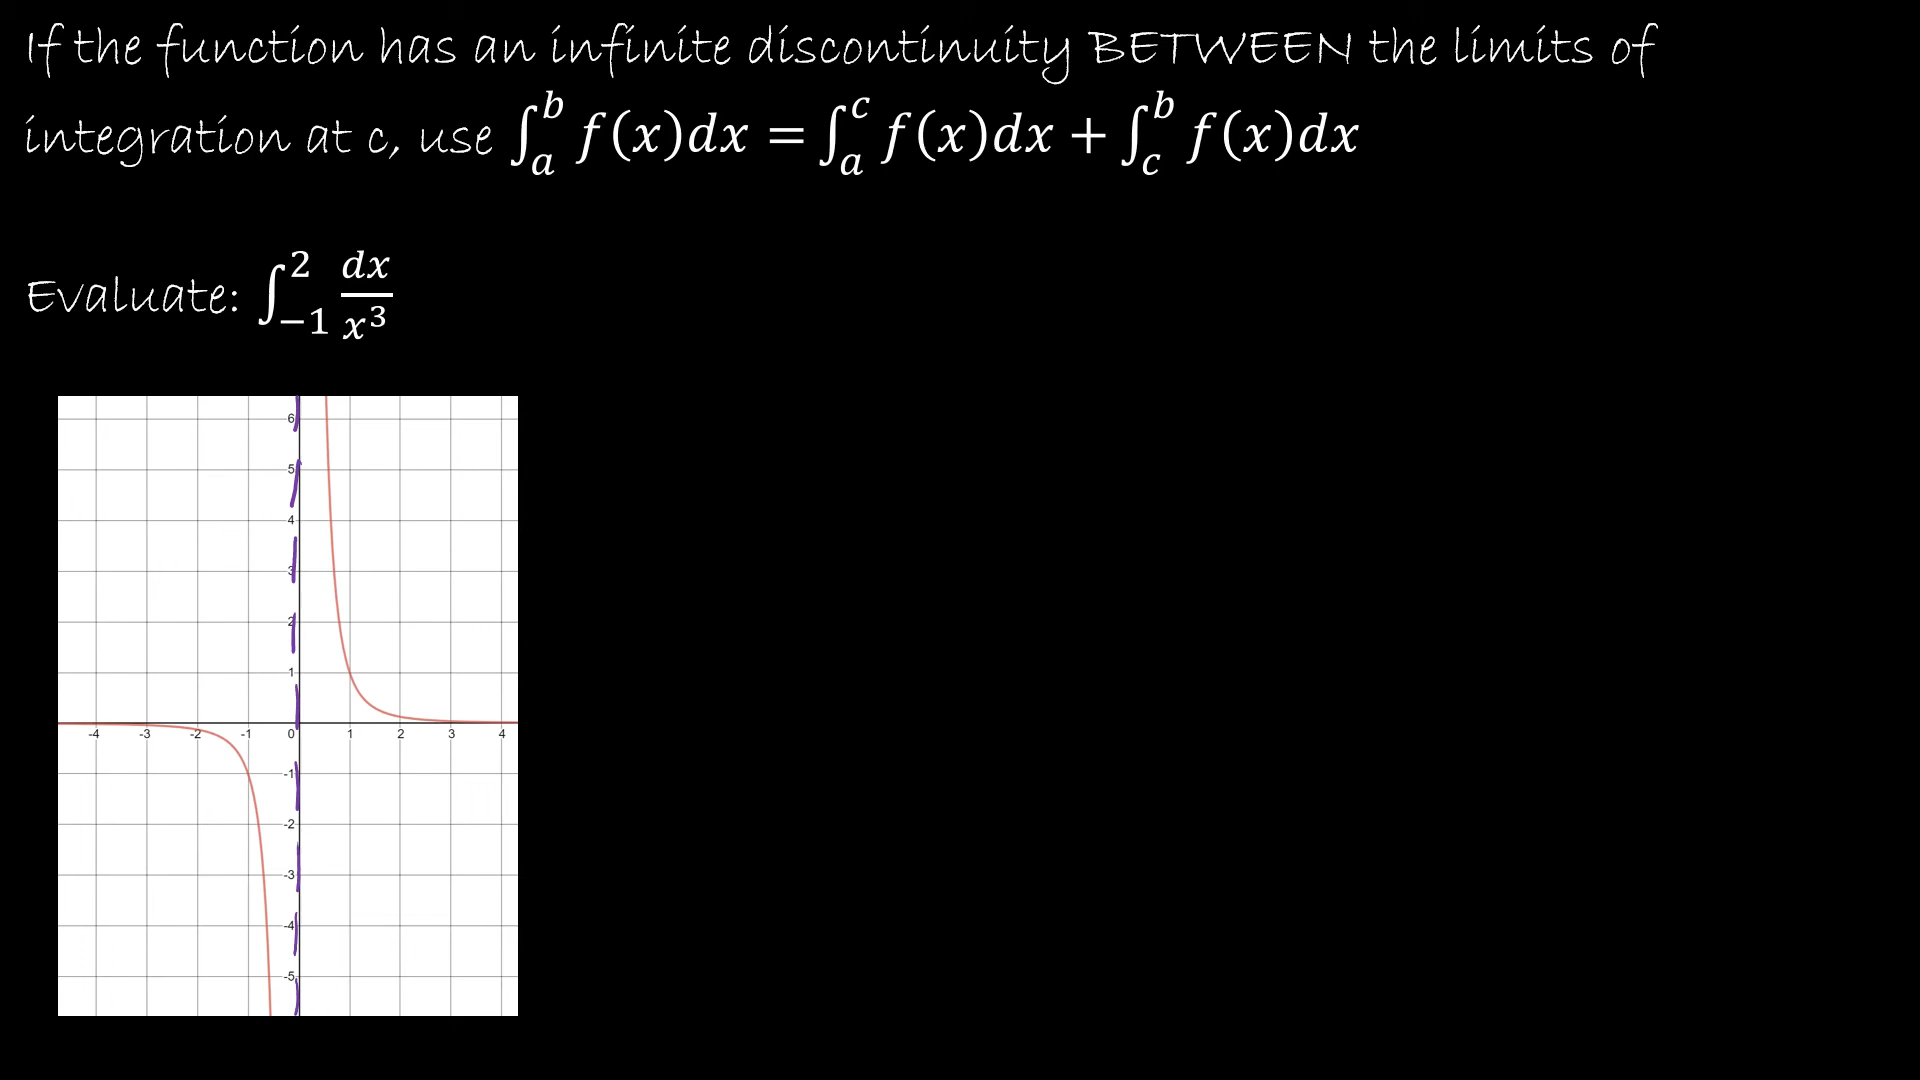 If the function has an infinite discontinuity BETWEEN the limits of
integration at c, use ∫_a^b f(x)dx = ∫_a^c f(x)dx + ∫_c^b f(x)dx
Evaluate: ∫_{-1}^2 dx/x^3
6
5
4
3
2
1
-4 -3 -2 -1 0 1 2 3 4
-1
-2
-3
-4
-5